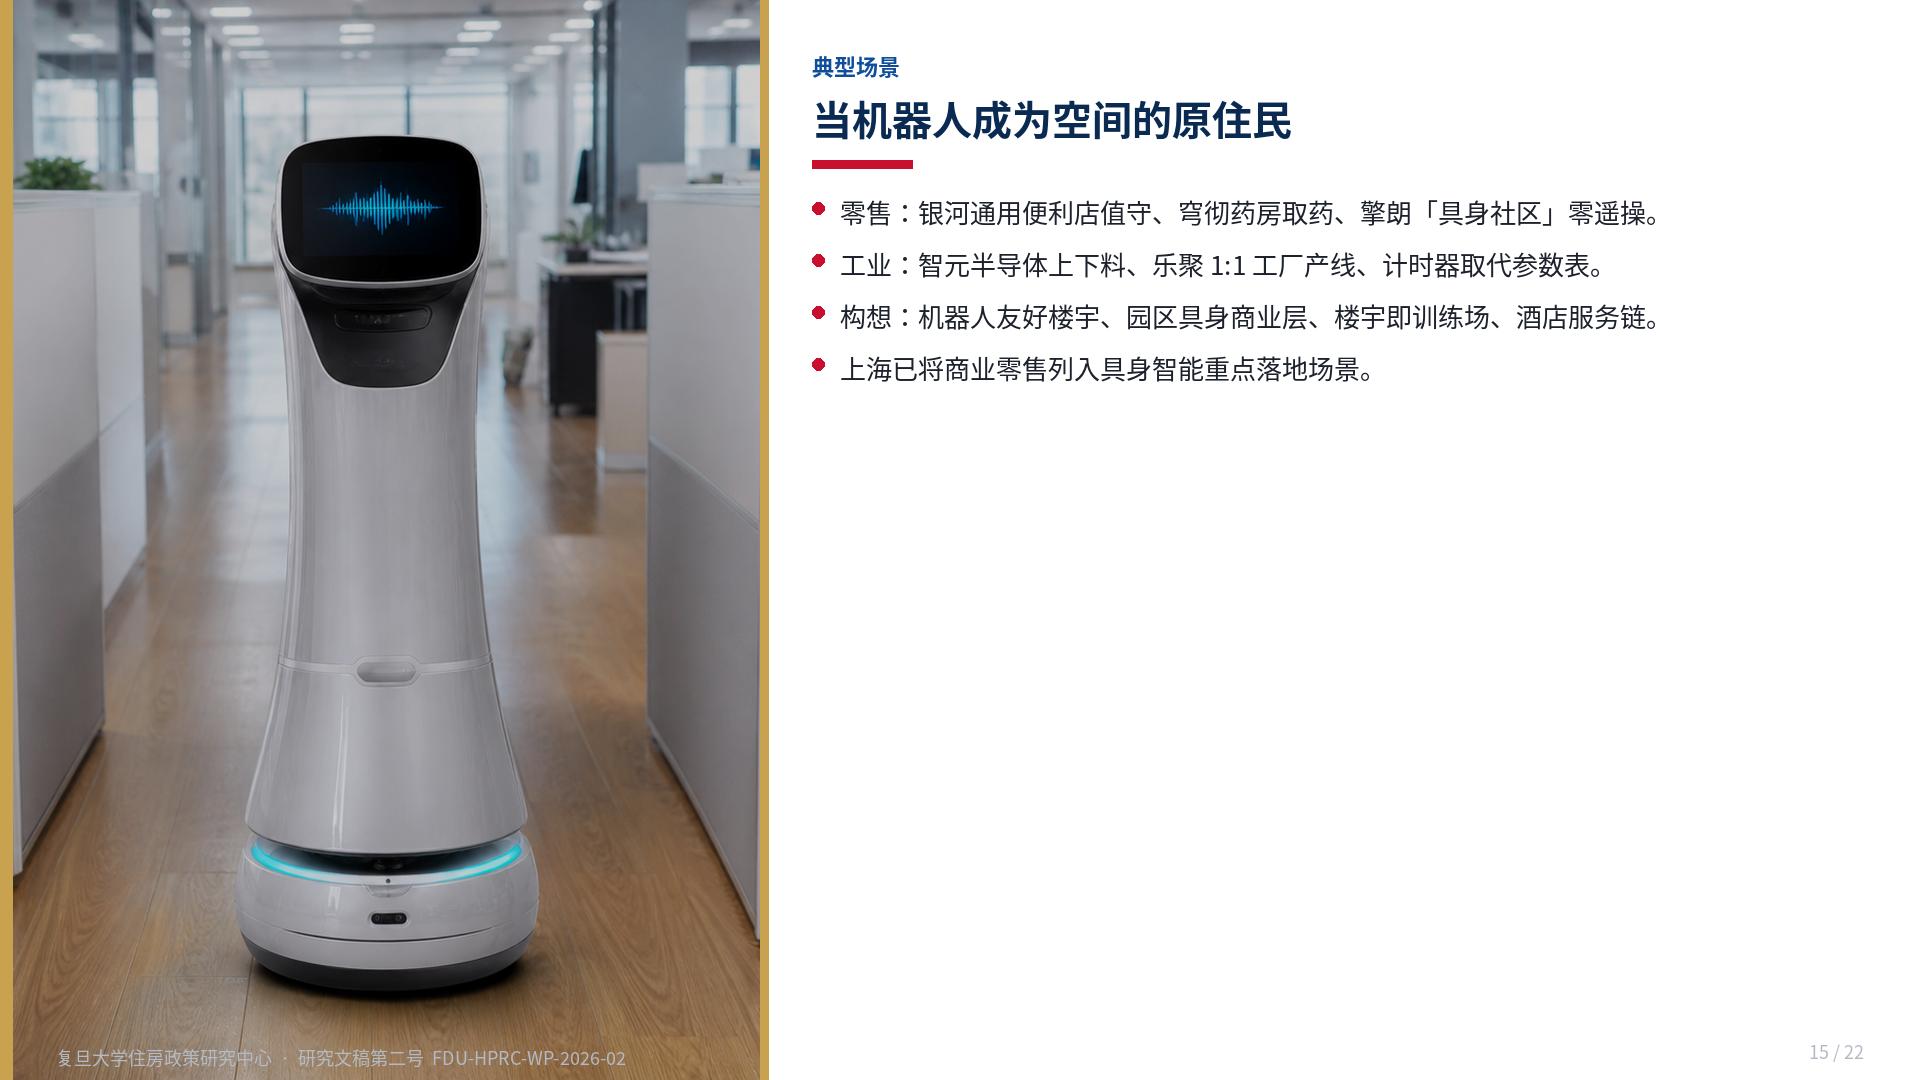 典型场景
当机器人成为空间的原住民
零售：银河通用便利店值守、穹彻药房取药、擎朗「具身社区」零遥操。
工业：智元半导体上下料、乐聚 1:1 工厂产线、计时器取代参数表。
构想：机器人友好楼宇、园区具身商业层、楼宇即训练场、酒店服务链。
上海已将商业零售列入具身智能重点落地场景。
复旦大学住房政策研究中心 · 研究文稿第二号 FDU-HPRC-WP-2026-02
15 / 22